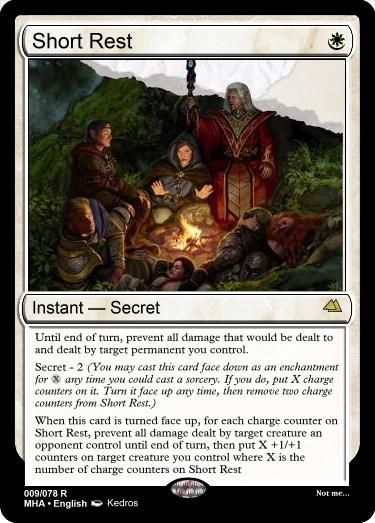 Short Rest
Instant — Secret
Until end of turn, prevent all damage that would be dealt to
and dealt by target permanent you control.
Secret - 2 (You may cast this card face down as an enchantment
for X any time you could cast a sorcery. If you do, put X charge
counters on it. Turn it face up any time, then remove two charge
counters from Short Rest.)
When this card is turned face up, for each charge counter on
Short Rest, prevent all damage dealt by target creature an
opponent control until end of turn, then put X +1/+1
counters on target creature you control where X is the
number of charge counters on Short Rest
009/078 R
Not me...
MHA • English Kedros